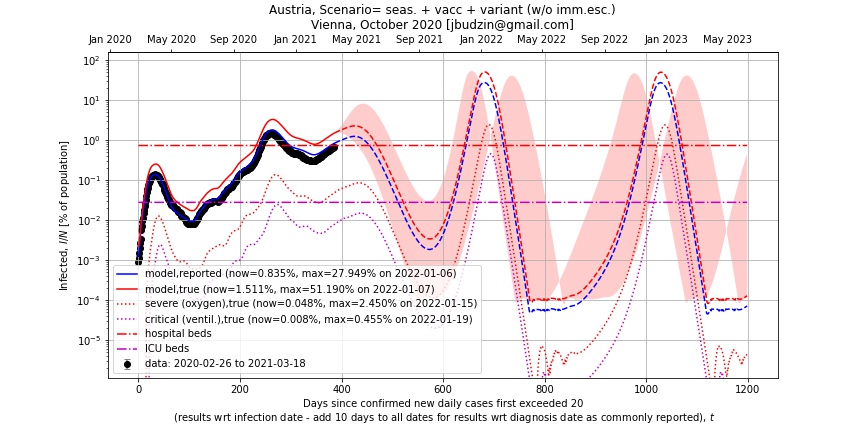 Austria, Scenario= seas. + vacc + variant (w/o imm.esc.)
Vienna, October 2020 [jbudzin@gmail.com]
Jan 2020 May 2020 Sep 2020 Jan 2021 May 2021 Sep 2021 Jan 2022 May 2022 Sep 2022 Jan 2023 May 2023
Infected, I/N [% of population]
10²
10¹
10⁰
10⁻¹
10⁻²
10⁻³
10⁻⁴
10⁻⁵
model,reported (now=0.835%, max=27.949% on 2022-01-06)
model,true (now=1.511%, max=51.190% on 2022-01-07)
severe (oxygen),true (now=0.048%, max=2.450% on 2022-01-15)
critical (ventil.),true (now=0.008%, max=0.455% on 2022-01-19)
hospital beds
ICU beds
data: 2020-02-26 to 2021-03-18
0 200 400 600 800 1000 1200
Days since confirmed new daily cases first exceeded 20
(results wrt infection date - add 10 days to all dates for results wrt diagnosis date as commonly reported), t